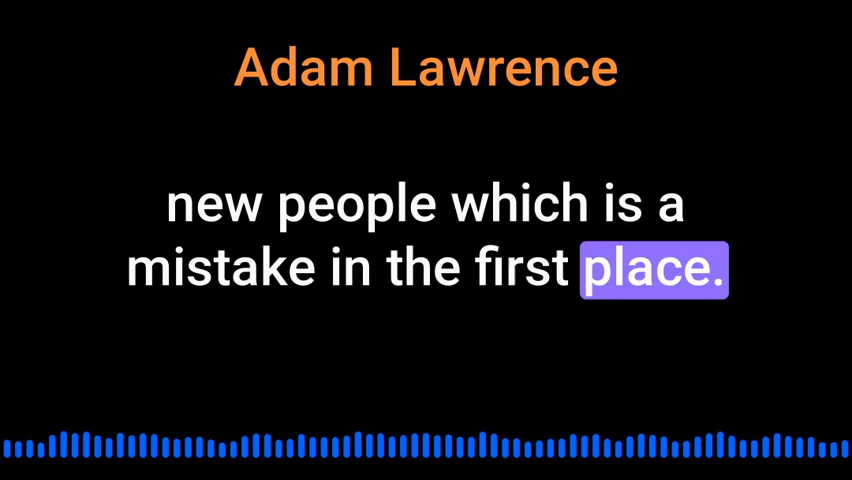 Adam Lawrence
new people which is a
mistake in the first place.